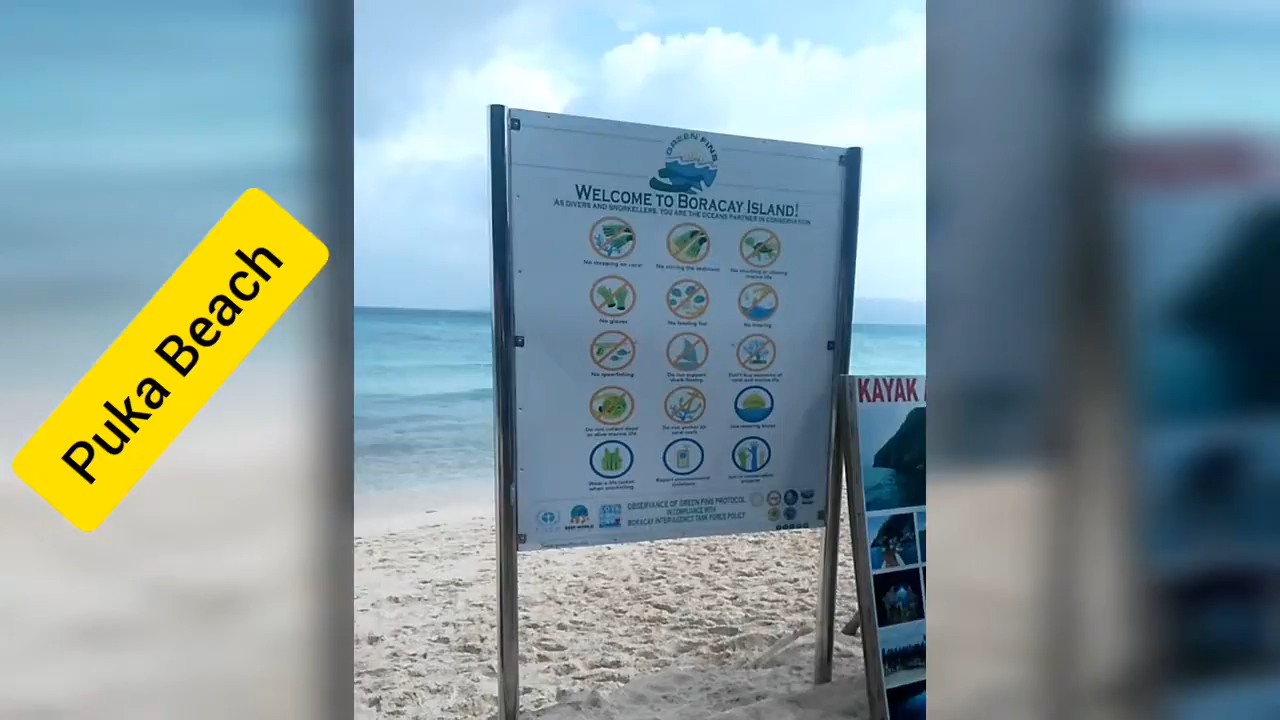 Puka Beach
GREEN FINS
WELCOME TO BORACAY ISLAND!
AS DIVERS AND SNORKELLERS, YOU ARE THE OCEANS PARTNER IN CONSERVATION
No stepping on coral
No stirring the sediment
No touching or chasing
marine life
No gloves
No feeding fish
No littering
No spearfishing
Do not support
shark finning
Don't buy souvenirs of
coral and marine life
Do not collect dead
or alive marine life
Do not anchor on
coral reefs
Use mooring buoys
Wear a life jacket
when snorkelling
Report environmental
violations
Join in conservation
projects
OBSERVANCE OF GREEN FINS PROTOCOL
IN COMPLIANCE WITH
BORACAY INTER-AGENCY TASK FORCE POLICY
KAYAK